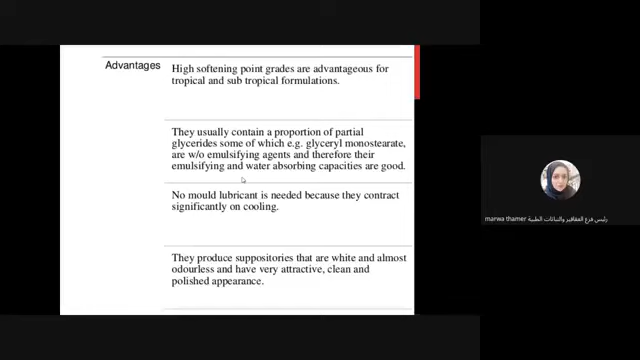 Advantages
High softening point grades are advantageous for
tropical and sub tropical formulations.
They usually contain a proportion of partial
glycerides some of which e.g. glyceryl monostearate,
are w/o emulsifying agents and therefore their
emulsifying and water absorbing capacities are good.
No mould lubricant is needed because they contract
significantly on cooling.
They produce suppositories that are white and almost
odourless and have very attractive, clean and
polished appearance.
marwa thamer رئيس فرع العقاقير والنباتات الطبية